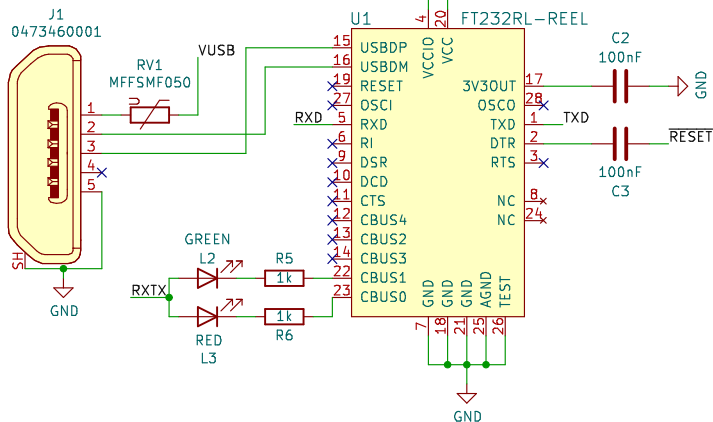 J1
0473460001
RV1
MFFSMF050
VUSB
1
2
3
4
5
SH
GND
U1
FT232RL-REEL
4
20
VCCIO
VCC
15 USBDP
16 USBDM
19 RESET
27 OSCI
RXD 5 RXD
6 RI
9 DSR
10 DCD
11 CTS
12 CBUS4
13 CBUS2
14 CBUS3
22 CBUS1
23 CBUS0
3V3OUT 17
OSCO 28
TXD 1 TXD
DTR 2
RTS 3
NC 8
NC 24
GND
GND
GND
AGND
TEST
7
18
21
25
26
GND
C2
100nF
GND
RESET
100nF
C3
GREEN
L2
R5
1k
RXTX
1k
RED
R6
L3